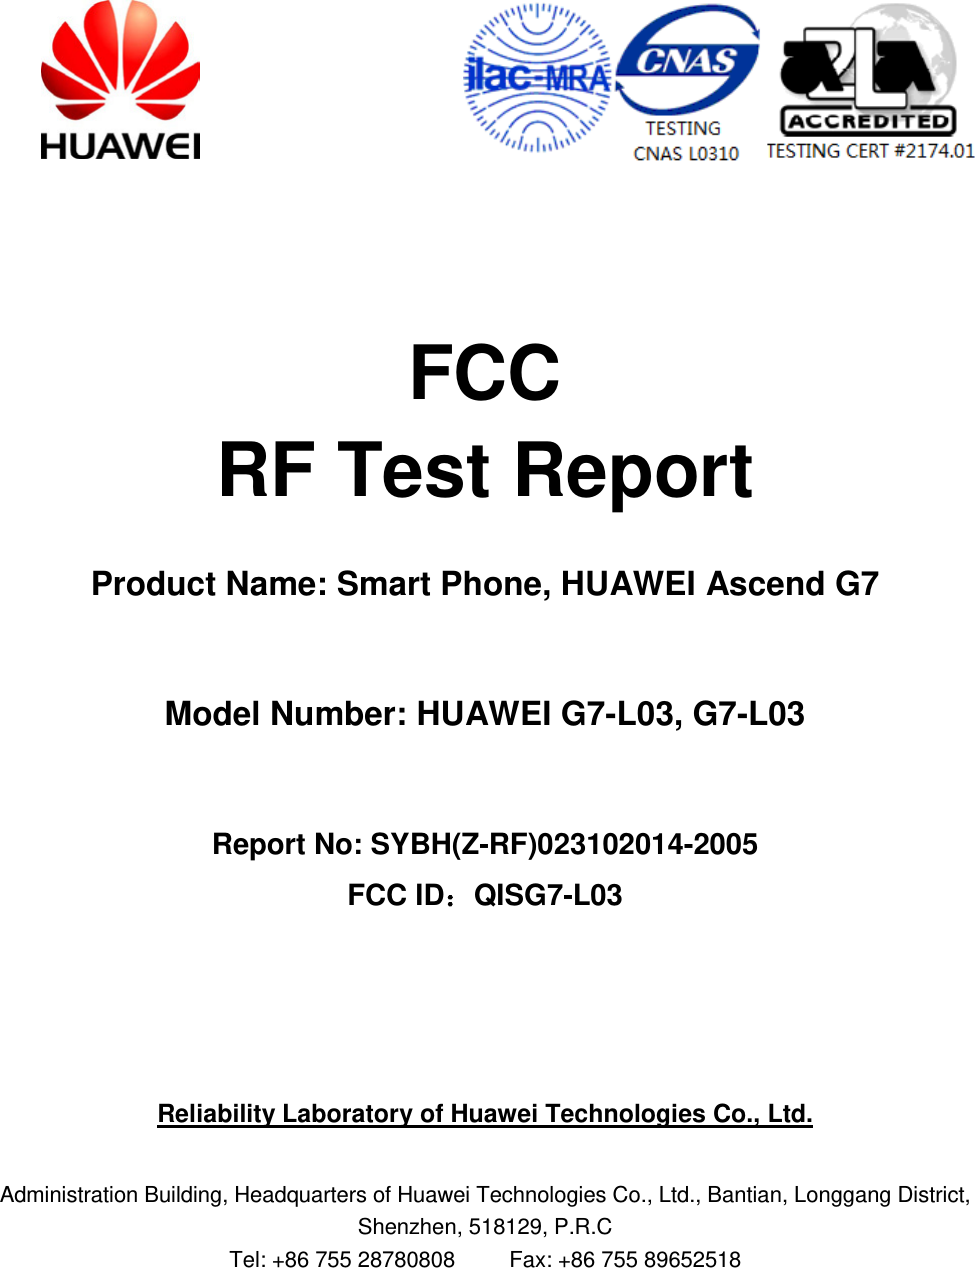 HUAWEI
ilac-MRA
CNAS
TESTING
CNAS L0310
A2LA
ACCREDITED
TESTING CERT #2174.01
FCC
RF Test Report
Product Name: Smart Phone, HUAWEI Ascend G7
Model Number: HUAWEI G7-L03, G7-L03
Report No: SYBH(Z-RF)023102014-2005
FCC ID：QISG7-L03
Reliability Laboratory of Huawei Technologies Co., Ltd.
Administration Building, Headquarters of Huawei Technologies Co., Ltd., Bantian, Longgang District,
Shenzhen, 518129, P.R.C
Tel: +86 755 28780808 Fax: +86 755 89652518